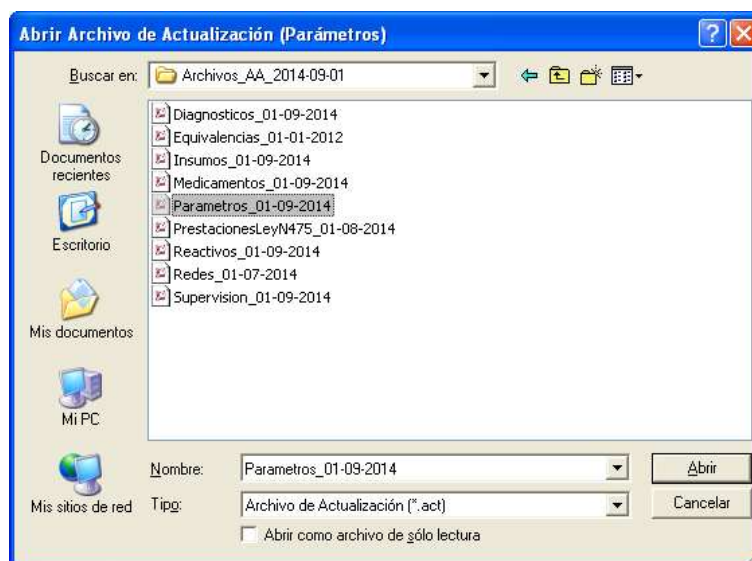 Abrir Archivo de Actualización (Parámetros)
Buscar en: Archivos_AA_2014-09-01
Documentos recientes
Escritorio
Mis documentos
Mi PC
Mis sitios de red
Diagnosticos_01-09-2014
Equivalencias_01-01-2012
Insumos_01-09-2014
Medicamentos_01-09-2014
Parametros_01-09-2014
PrestacionesLeyN475_01-08-2014
Reactivos_01-09-2014
Redes_01-07-2014
Supervision_01-09-2014
Nombre: Parametros_01-09-2014 Abrir
Tipo: Archivo de Actualización (*.act) Cancelar
Abrir como archivo de sólo lectura